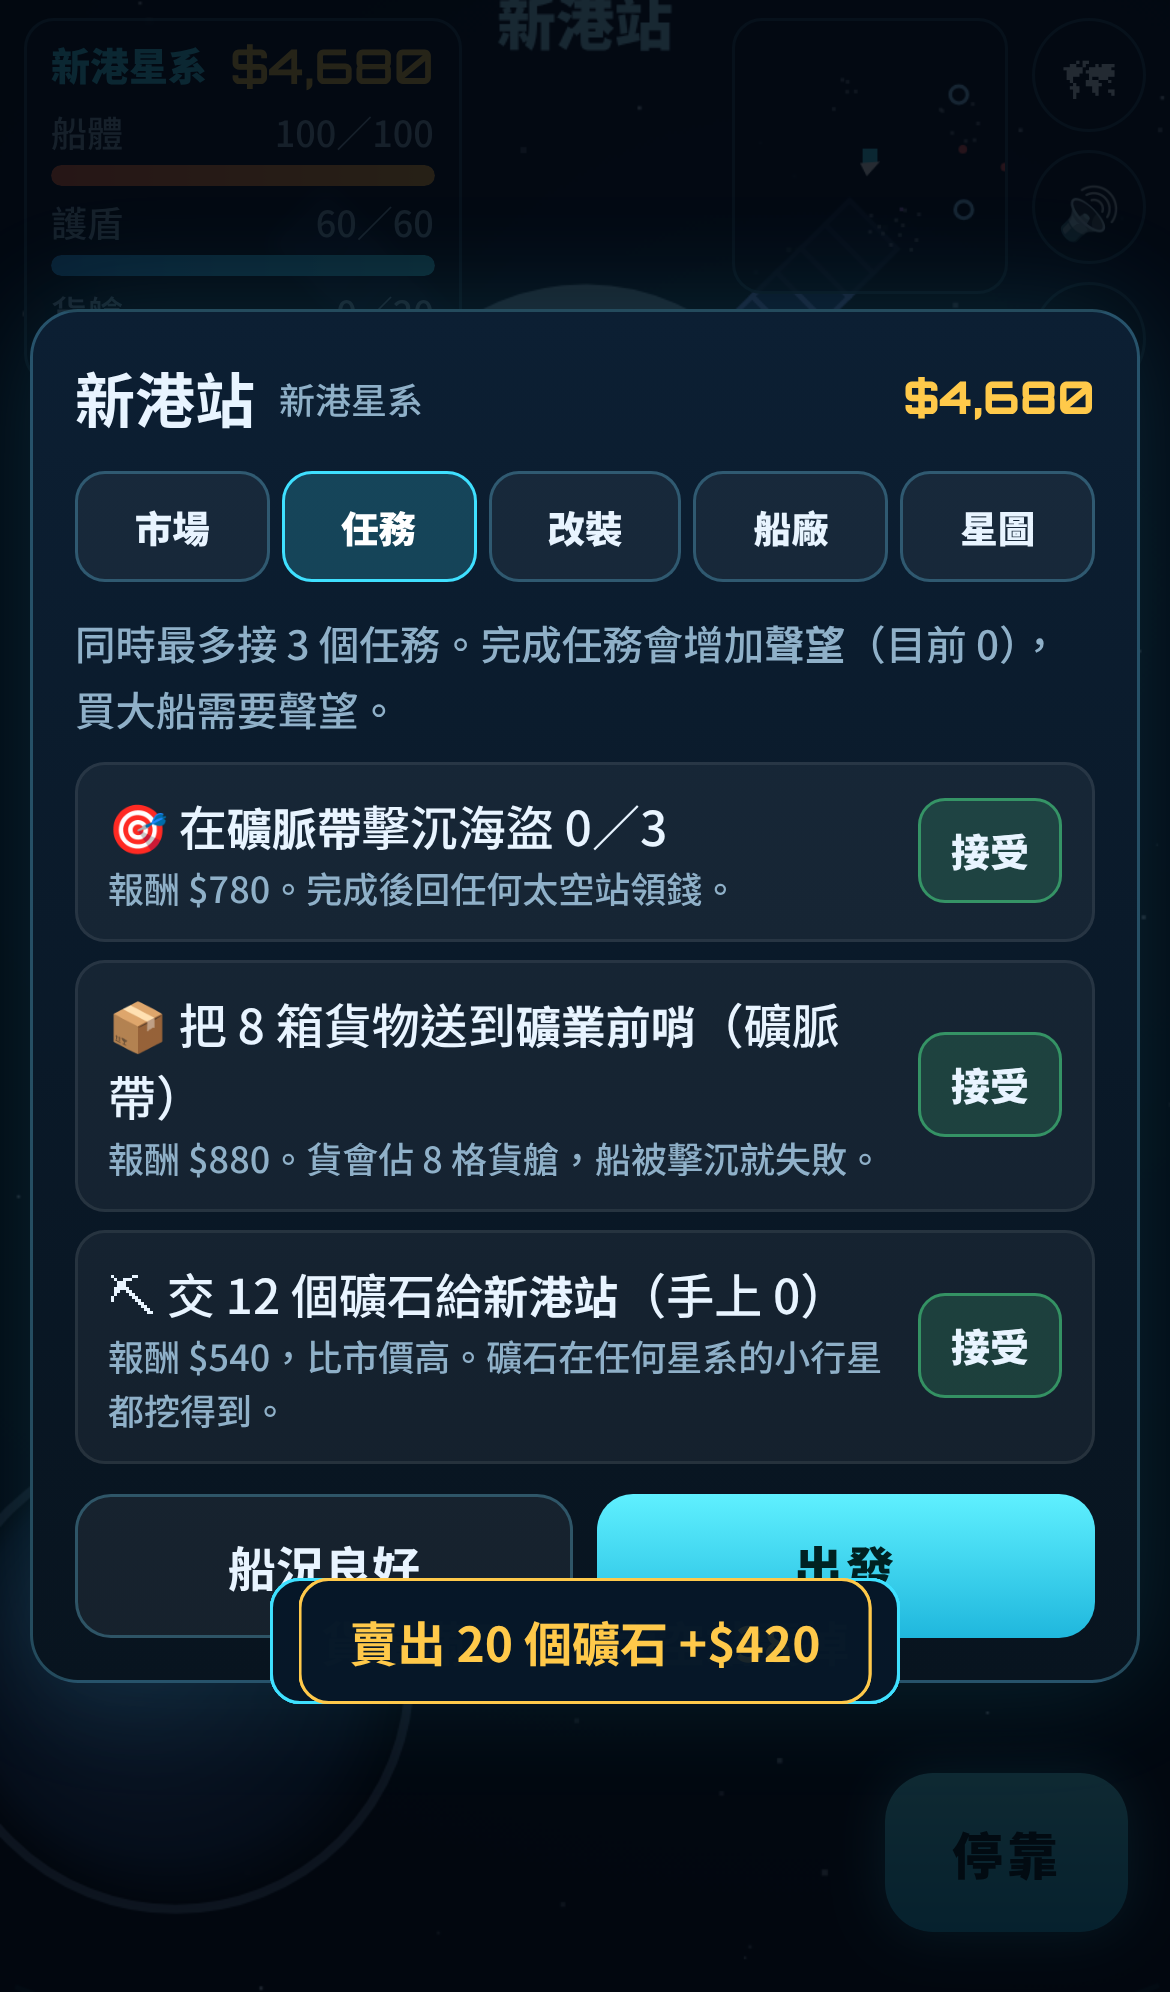 新港站
新港星系 $4,680
船體 100／100
護盾 60／60
新港站 新港星系 $4,680
市場 任務 改裝 船廠 星圖
同時最多接 3 個任務。完成任務會增加聲望（目前 0），
買大船需要聲望。
🎯 在礦脈帶擊沉海盜 0／3
報酬 $780。完成後回任何太空站領錢。
接受
📦 把 8 箱貨物送到礦業前哨（礦脈
帶）
報酬 $880。貨會佔 8 格貨艙，船被擊沉就失敗。
接受
⛏ 交 12 個礦石給新港站（手上 0）
報酬 $540，比市價高。礦石在任何星系的小行星
都挖得到。
接受
船況良好 出發
賣出 20 個礦石 +$420
停靠